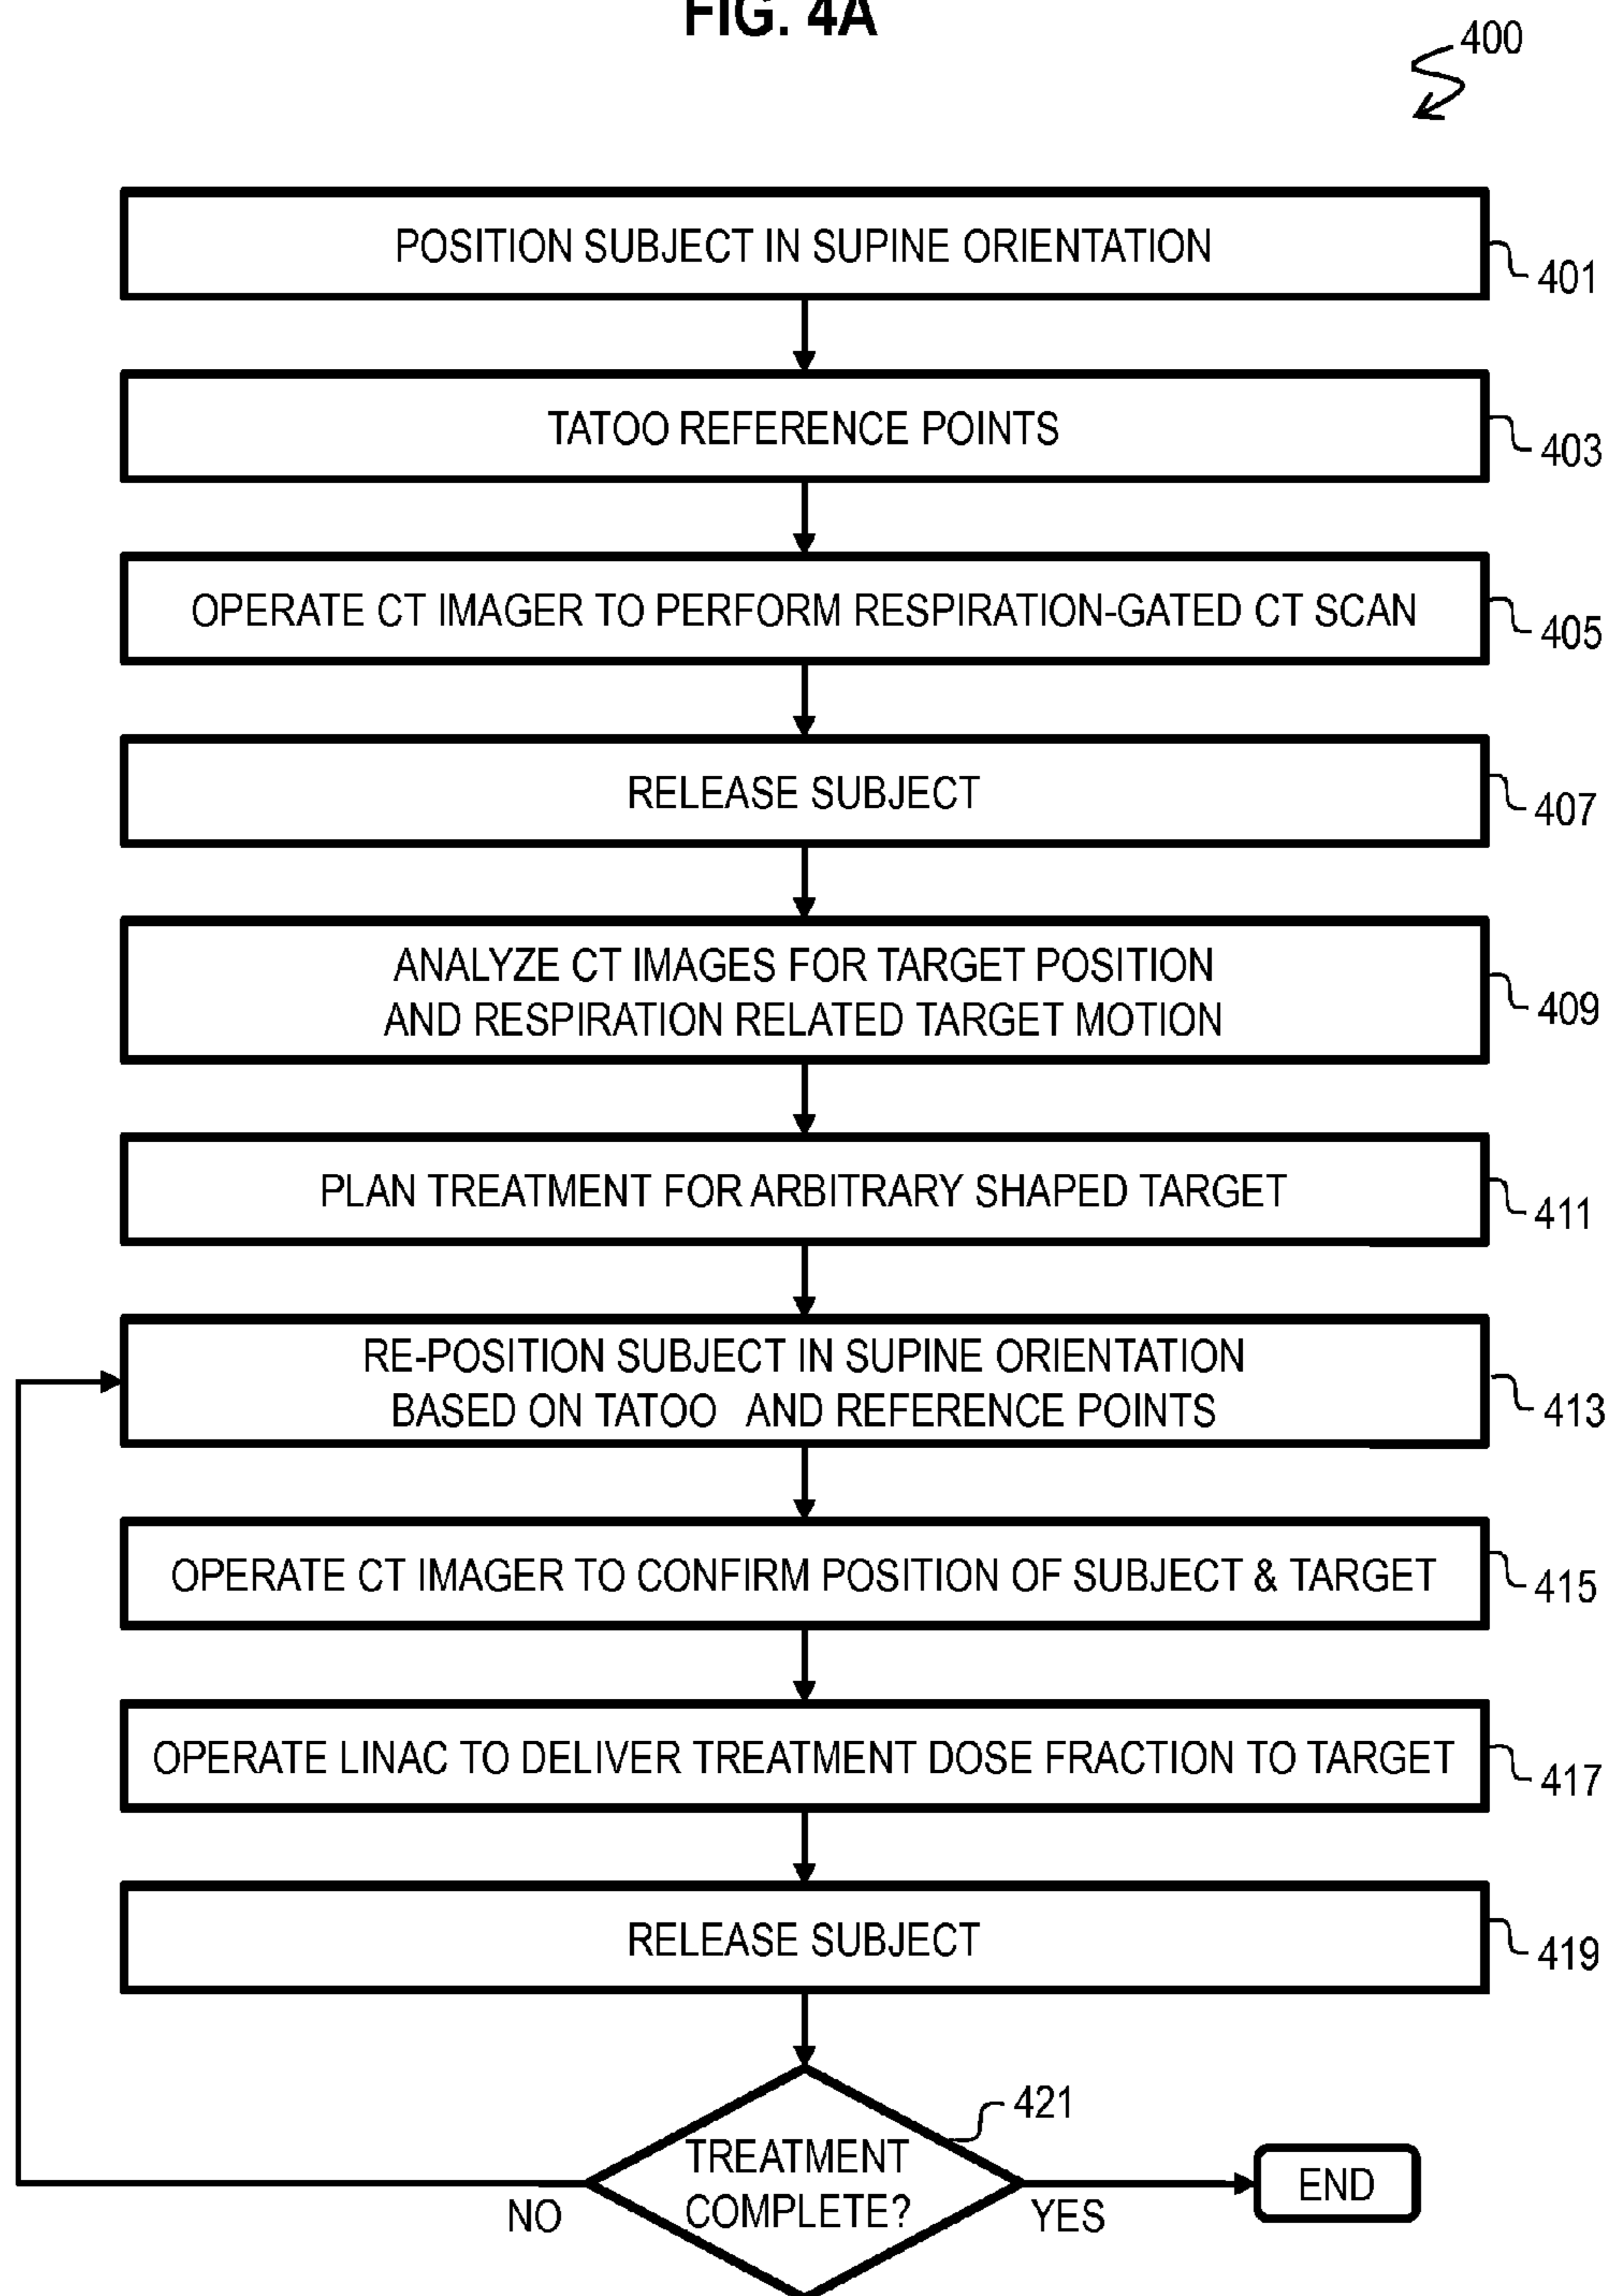 FIG. 4A
400
POSITION SUBJECT IN SUPINE ORIENTATION
401
TATOO REFERENCE POINTS
403
OPERATE CT IMAGER TO PERFORM RESPIRATION-GATED CT SCAN
405
RELEASE SUBJECT
407
ANALYZE CT IMAGES FOR TARGET POSITION
AND RESPIRATION RELATED TARGET MOTION
409
PLAN TREATMENT FOR ARBITRARY SHAPED TARGET
411
RE-POSITION SUBJECT IN SUPINE ORIENTATION
BASED ON TATOO AND REFERENCE POINTS
413
OPERATE CT IMAGER TO CONFIRM POSITION OF SUBJECT & TARGET
415
OPERATE LINAC TO DELIVER TREATMENT DOSE FRACTION TO TARGET
417
RELEASE SUBJECT
419
421
TREATMENT
COMPLETE?
NO
YES
END